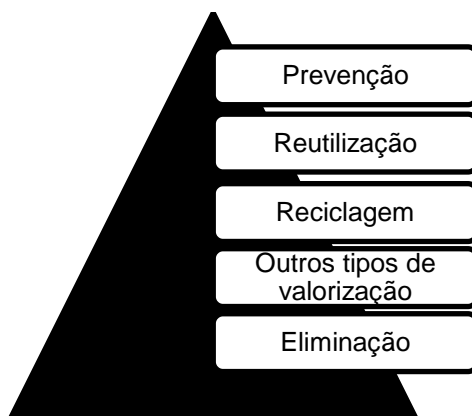 Prevenção
Reutilização
Reciclagem
Outros tipos de
valorização
Eliminação